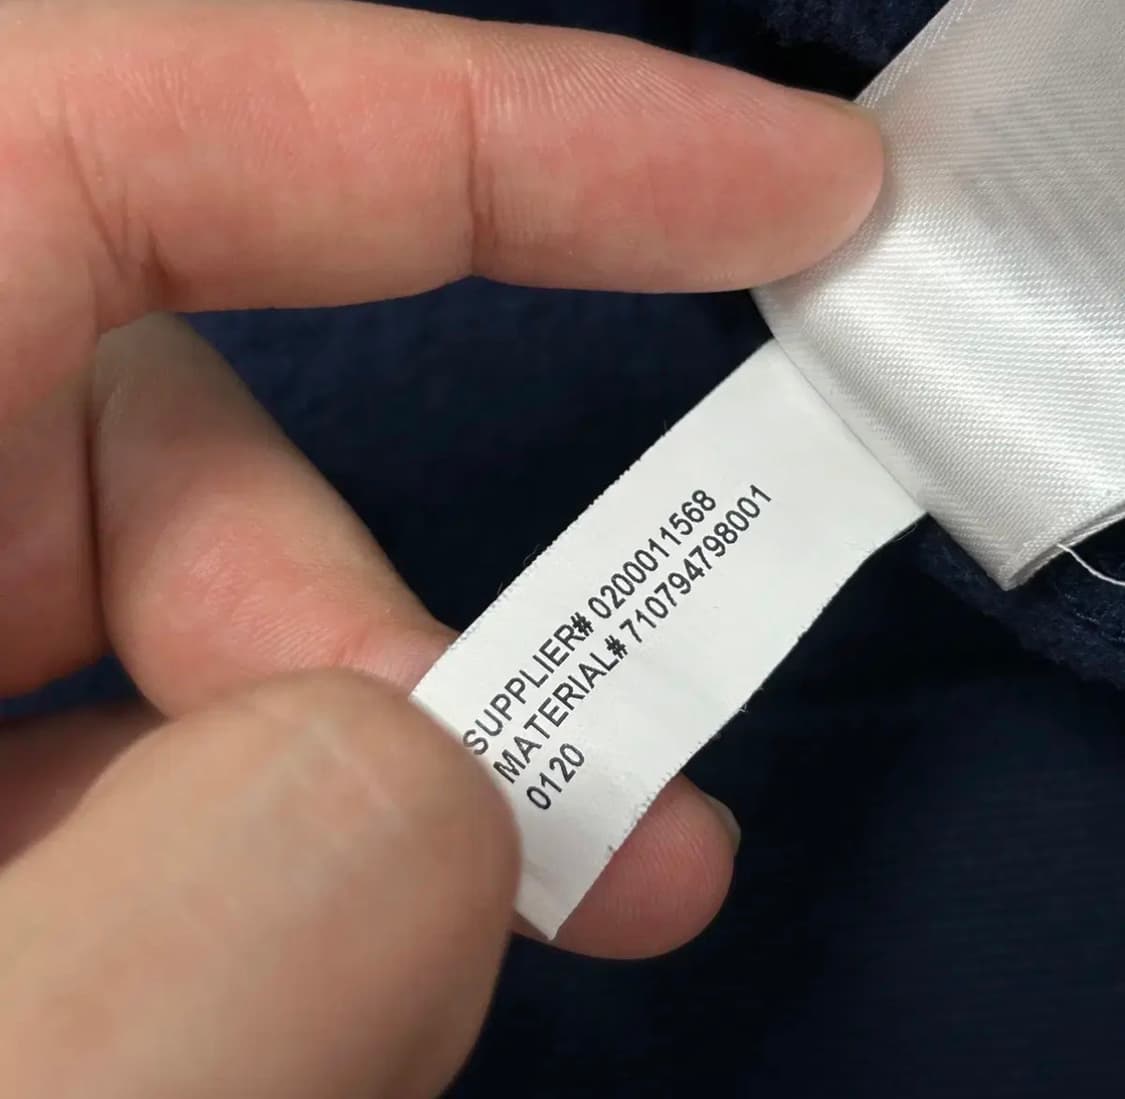 SUPPLIER# 0200011568
MATERIAL# 710794798001
0120